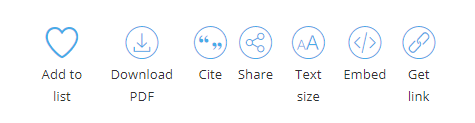 Add to Download Cite Share Text Embed Get
list PDF size link